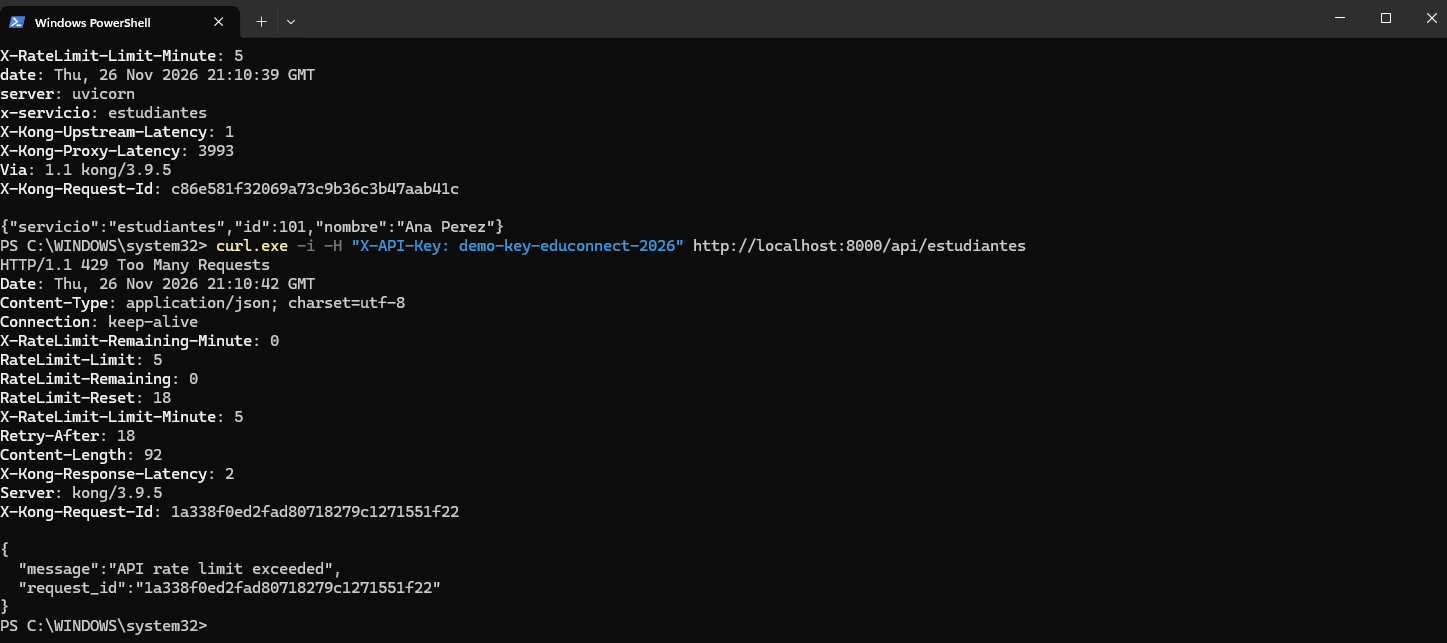 Windows PowerShell
X-RateLimit-Limit-Minute: 5
date: Thu, 26 Nov 2026 21:10:39 GMT
server: uvicorn
x-servicio: estudiantes
X-Kong-Upstream-Latency: 1
X-Kong-Proxy-Latency: 3993
Via: 1.1 kong/3.9.5
X-Kong-Request-Id: c86e581f32069a73c9b36c3b47aab41c
{"servicio":"estudiantes","id":101,"nombre":"Ana Perez"}
PS C:\WINDOWS\system32> curl.exe -i -H "X-API-Key: demo-key-educonnect-2026" http://localhost:8000/api/estudiantes
HTTP/1.1 429 Too Many Requests
Date: Thu, 26 Nov 2026 21:10:42 GMT
Content-Type: application/json; charset=utf-8
Connection: keep-alive
X-RateLimit-Remaining-Minute: 0
RateLimit-Limit: 5
RateLimit-Remaining: 0
RateLimit-Reset: 18
X-RateLimit-Limit-Minute: 5
Retry-After: 18
Content-Length: 92
X-Kong-Response-Latency: 2
Server: kong/3.9.5
X-Kong-Request-Id: 1a338f0ed2fad80718279c1271551f22
{
  "message":"API rate limit exceeded",
  "request_id":"1a338f0ed2fad80718279c1271551f22"
}
PS C:\WINDOWS\system32>